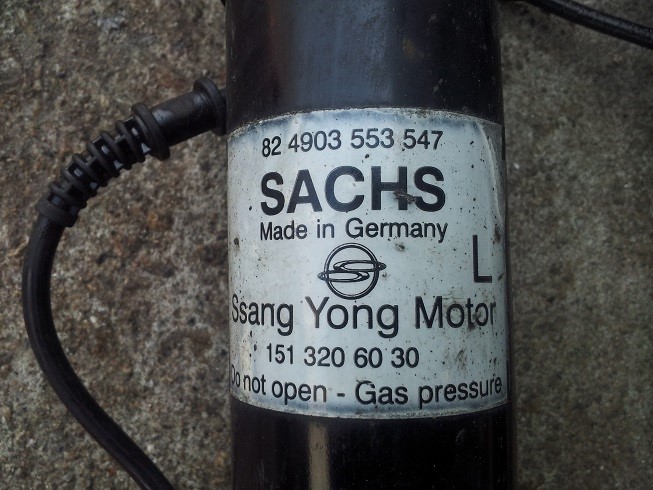 82 4903 553 547
SACHS
Made in Germany
L
Ssang Yong Motor
151 320 60 30
Do not open - Gas pressure